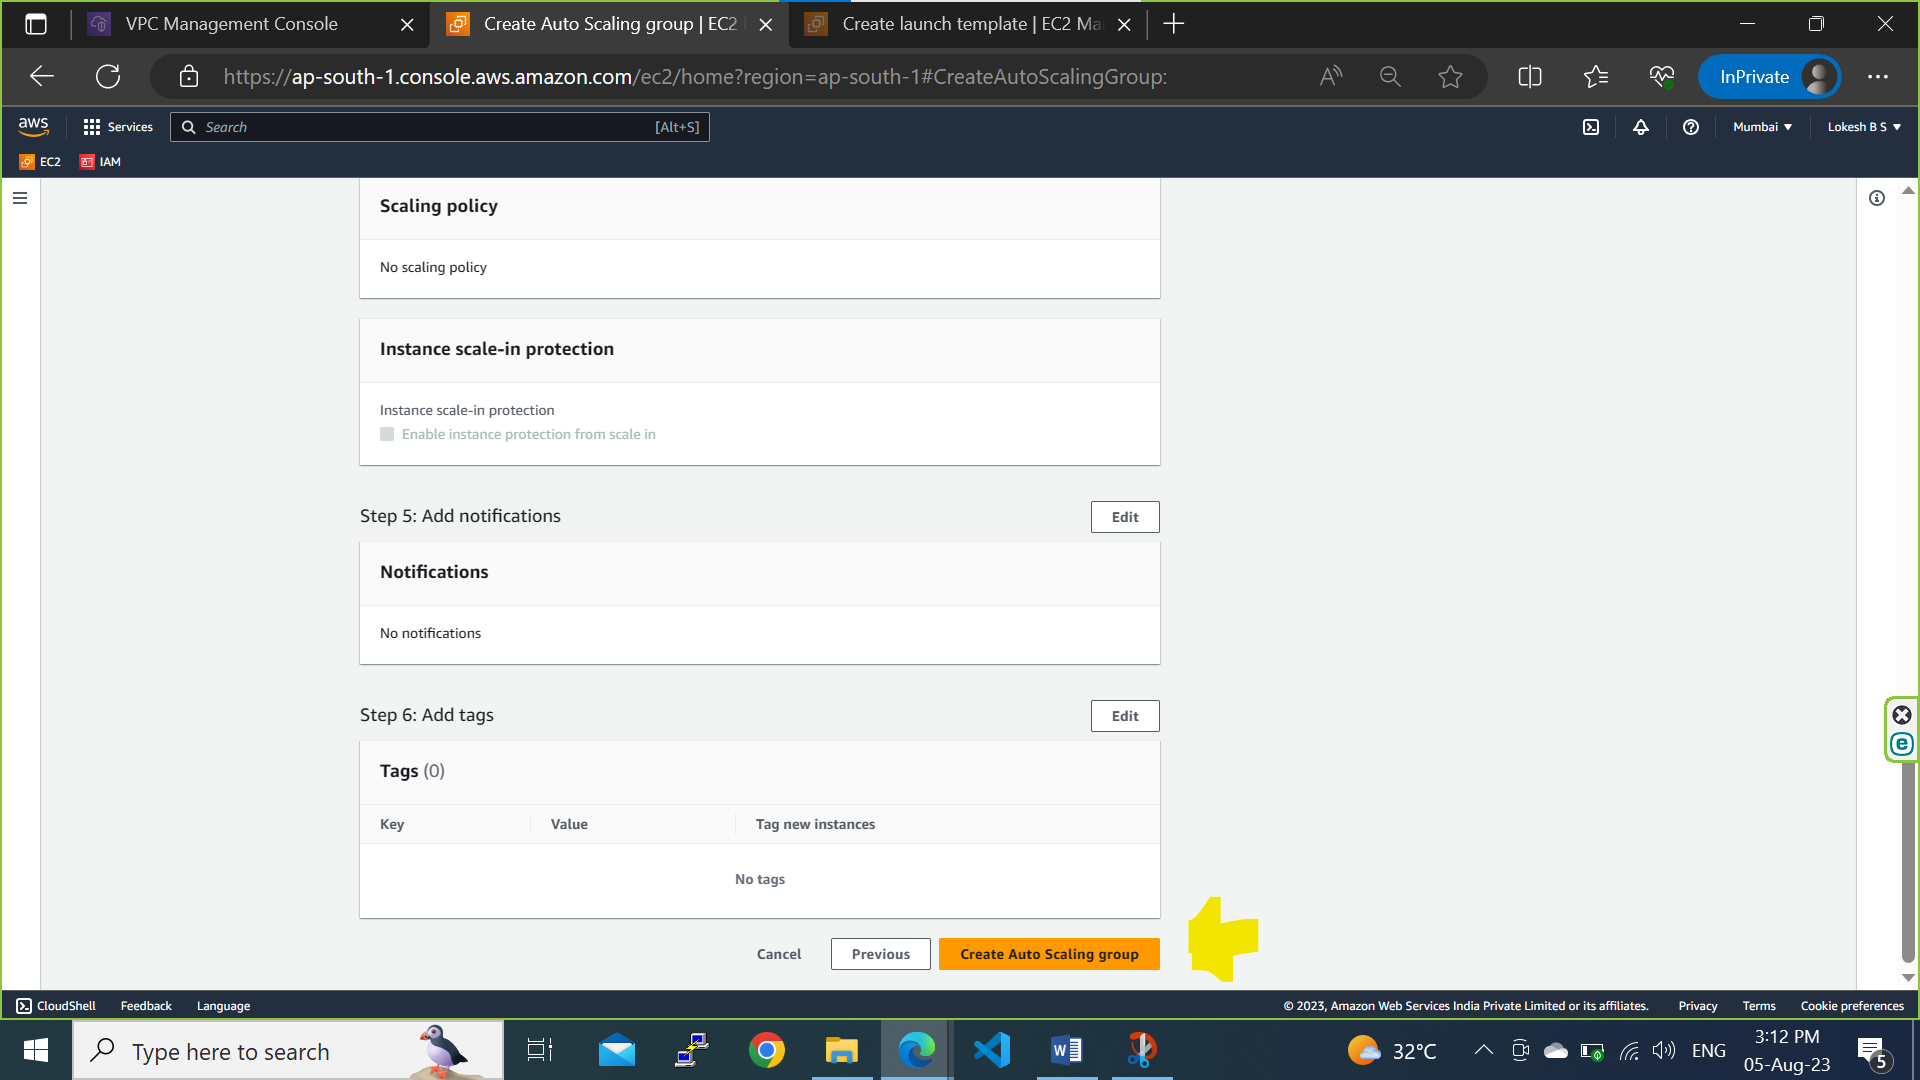 VPC Management Console
Create Auto Scaling group | EC2
Create launch template | EC2 Ma
https://ap-south-1.console.aws.amazon.com/ec2/home?region=ap-south-1#CreateAutoScalingGroup:
InPrivate
aws
Services
Search
[Alt+S]
Mumbai
Lokesh B S
EC2
IAM
Scaling policy
No scaling policy
Instance scale-in protection
Instance scale-in protection
Enable instance protection from scale in
Step 5: Add notifications
Edit
Notifications
No notifications
Step 6: Add tags
Edit
Tags (0)
Key
Value
Tag new instances
No tags
Cancel
Previous
Create Auto Scaling group
CloudShell
Feedback
Language
© 2023, Amazon Web Services India Private Limited or its affiliates.
Privacy
Terms
Cookie preferences
Type here to search
32°C
ENG
3:12 PM
05-Aug-23
5